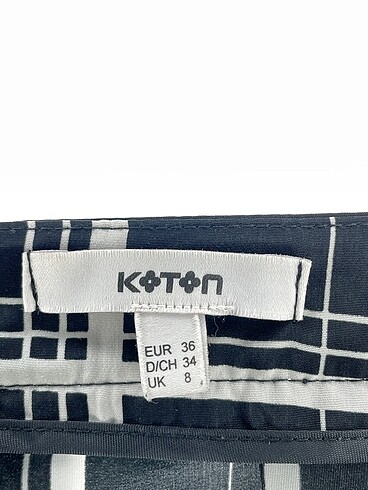 KOTON
EUR 36
D/CH 34
UK 8